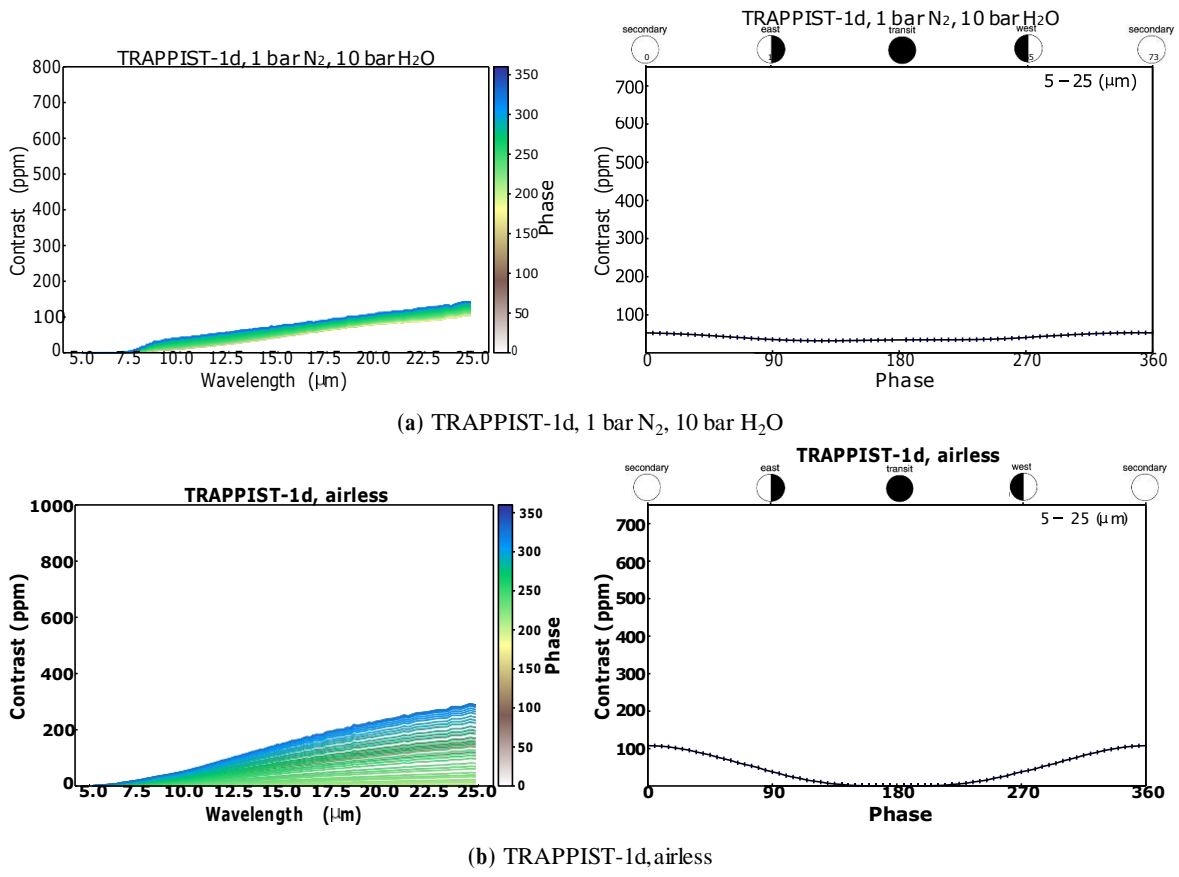 TRAPPIST-1d, 1 bar N₂, 10 bar H₂O
800
700
600
500
400
300
200
100
0
5.0 7.5 10.0 12.5 15.0 17.5 20.0 22.5 25.0
Contrast (ppm)
Wavelength (μm)
350
300
250
200
150
100
50
0
Phase
TRAPPIST-1d, 1 bar N₂, 10 bar H₂O
secondary east transit west secondary
0 73
5 – 25 (μm)
700
600
500
400
300
200
100
0 90 180 270 360
Contrast (ppm)
Phase
(a) TRAPPIST-1d, 1 bar N₂, 10 bar H₂O
TRAPPIST-1d, airless
1000
800
600
400
200
0
5.0 7.5 10.0 12.5 15.0 17.5 20.0 22.5 25.0
Contrast (ppm)
Wavelength (μm)
350
300
250
200
150
100
50
0
Phase
TRAPPIST-1d, airless
secondary east transit west secondary
5 – 25 (μm)
700
600
500
400
300
200
100
0 90 180 270 360
Contrast (ppm)
Phase
(b) TRAPPIST-1d, airless